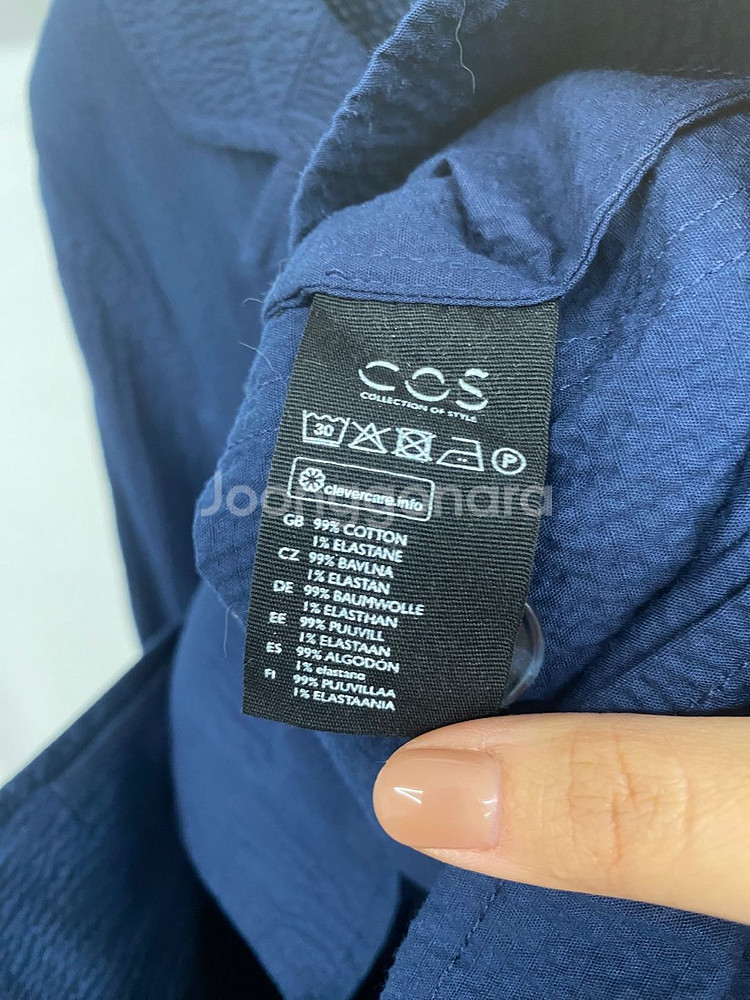 COS
COLLECTION OF STYLE
30 P
clevercare.info
Joonggonara
GB 99% COTTON
1% ELASTANE
CZ 99% BAVLNA
1% ELASTAN
DE 99% BAUMWOLLE
1% ELASTHAN
EE 99% PUUVILL
1% ELASTAAN
ES 99% ALGODÓN
1% elastano
FI 99% PUUVILLAA
1% ELASTAANIA